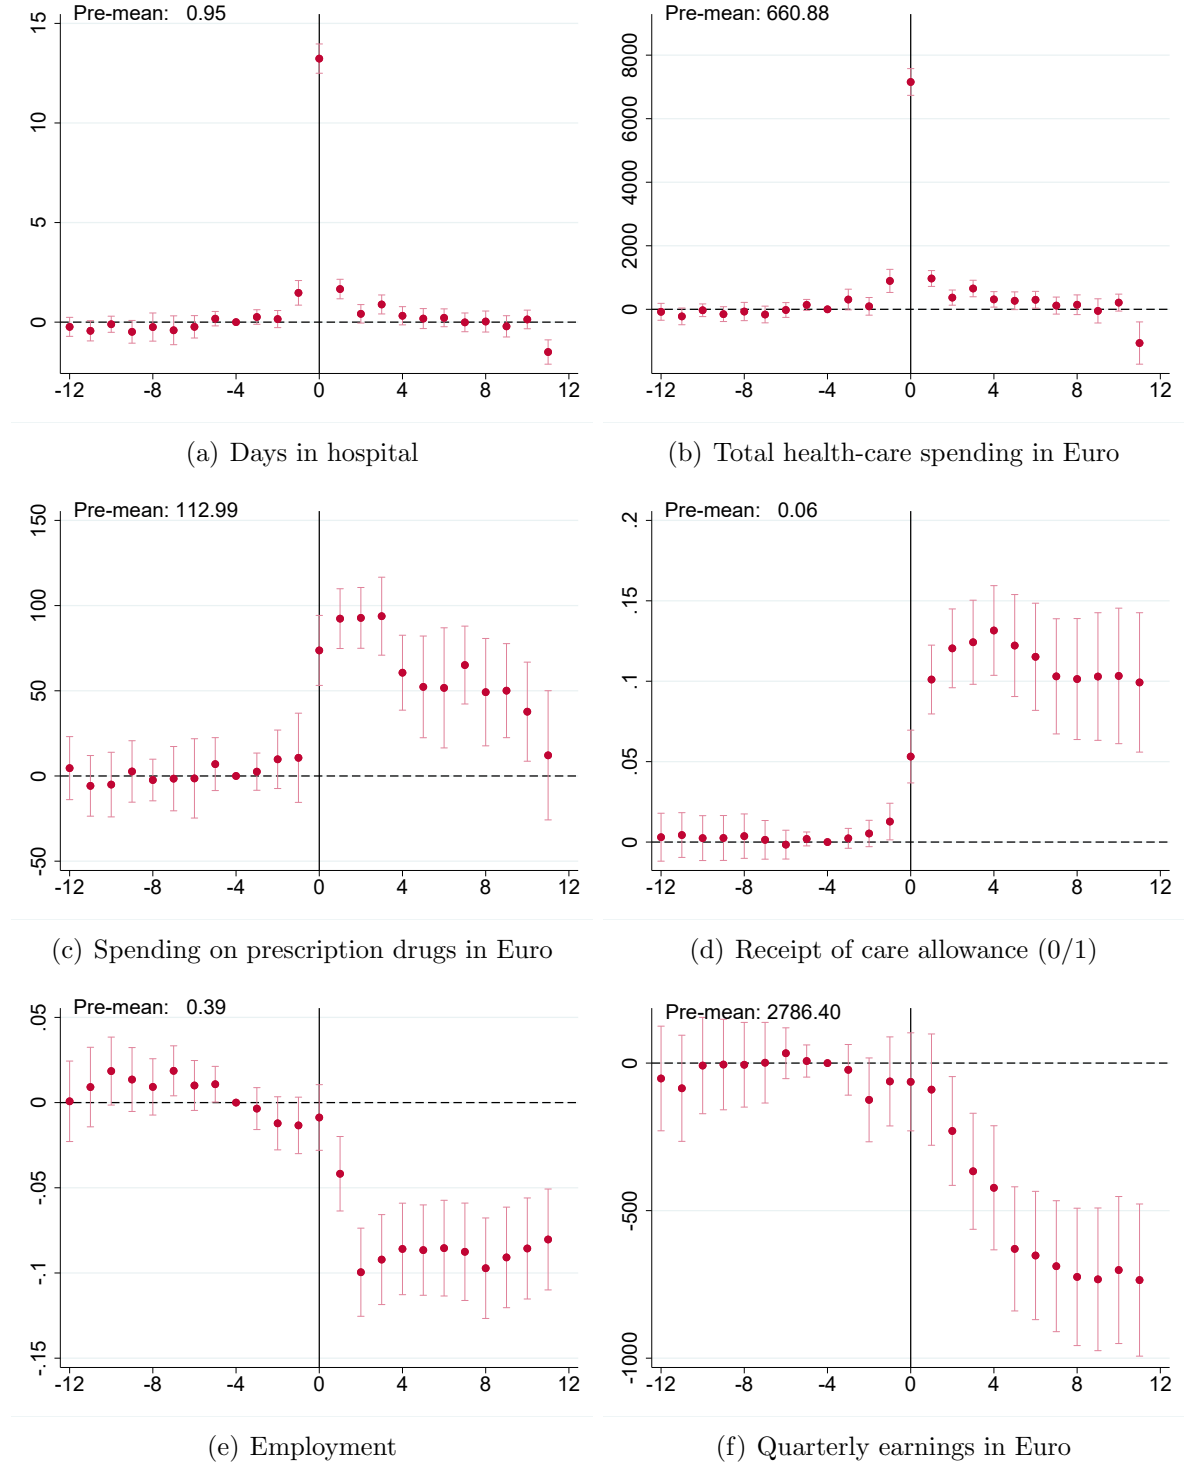 Pre-mean: 0.95
15
10
5
0
-12 -8 -4 0 4 8 12
(a) Days in hospital
Pre-mean: 660.88
8000
6000
4000
2000
0
-12 -8 -4 0 4 8 12
(b) Total health-care spending in Euro
Pre-mean: 112.99
150
100
50
0
-50
-12 -8 -4 0 4 8 12
(c) Spending on prescription drugs in Euro
Pre-mean: 0.06
.2
.15
.1
.05
0
-12 -8 -4 0 4 8 12
(d) Receipt of care allowance (0/1)
Pre-mean: 0.39
.05
0
-.05
-.1
-.15
-12 -8 -4 0 4 8 12
(e) Employment
Pre-mean: 2786.40
0
-500
-1000
-12 -8 -4 0 4 8 12
(f) Quarterly earnings in Euro